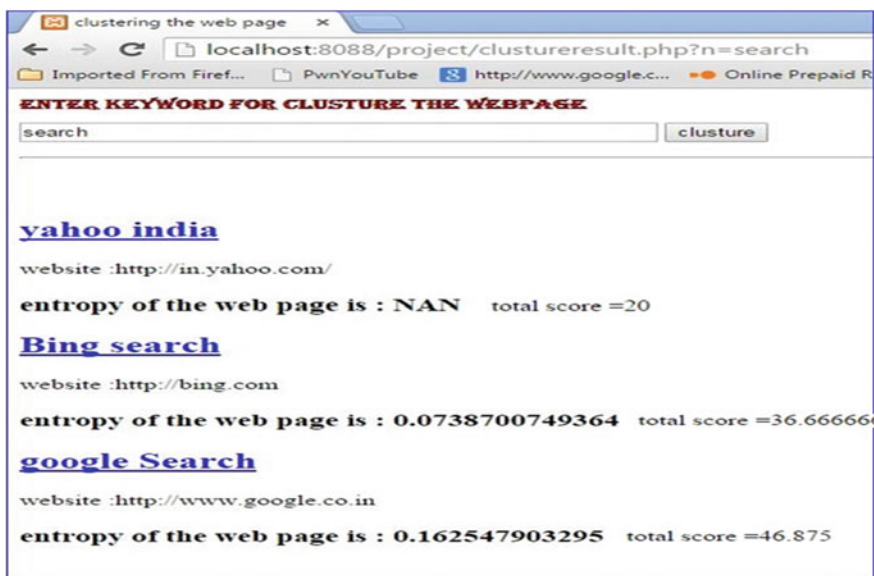 clustering the web page ×
localhost:8088/project/clustureresult.php?n=search
Imported From Firef... PwnYouTube 8 http://www.google.c... Online Prepaid R
ENTER KEYWORD FOR CLUSTURE THE WEBPAGE
search clusture
yahoo india
website :http://in.yahoo.com/
entropy of the web page is : NAN total score =20
Bing search
website :http://bing.com
entropy of the web page is : 0.0738700749364 total score =36.666666
google Search
website :http://www.google.co.in
entropy of the web page is : 0.162547903295 total score =46.875